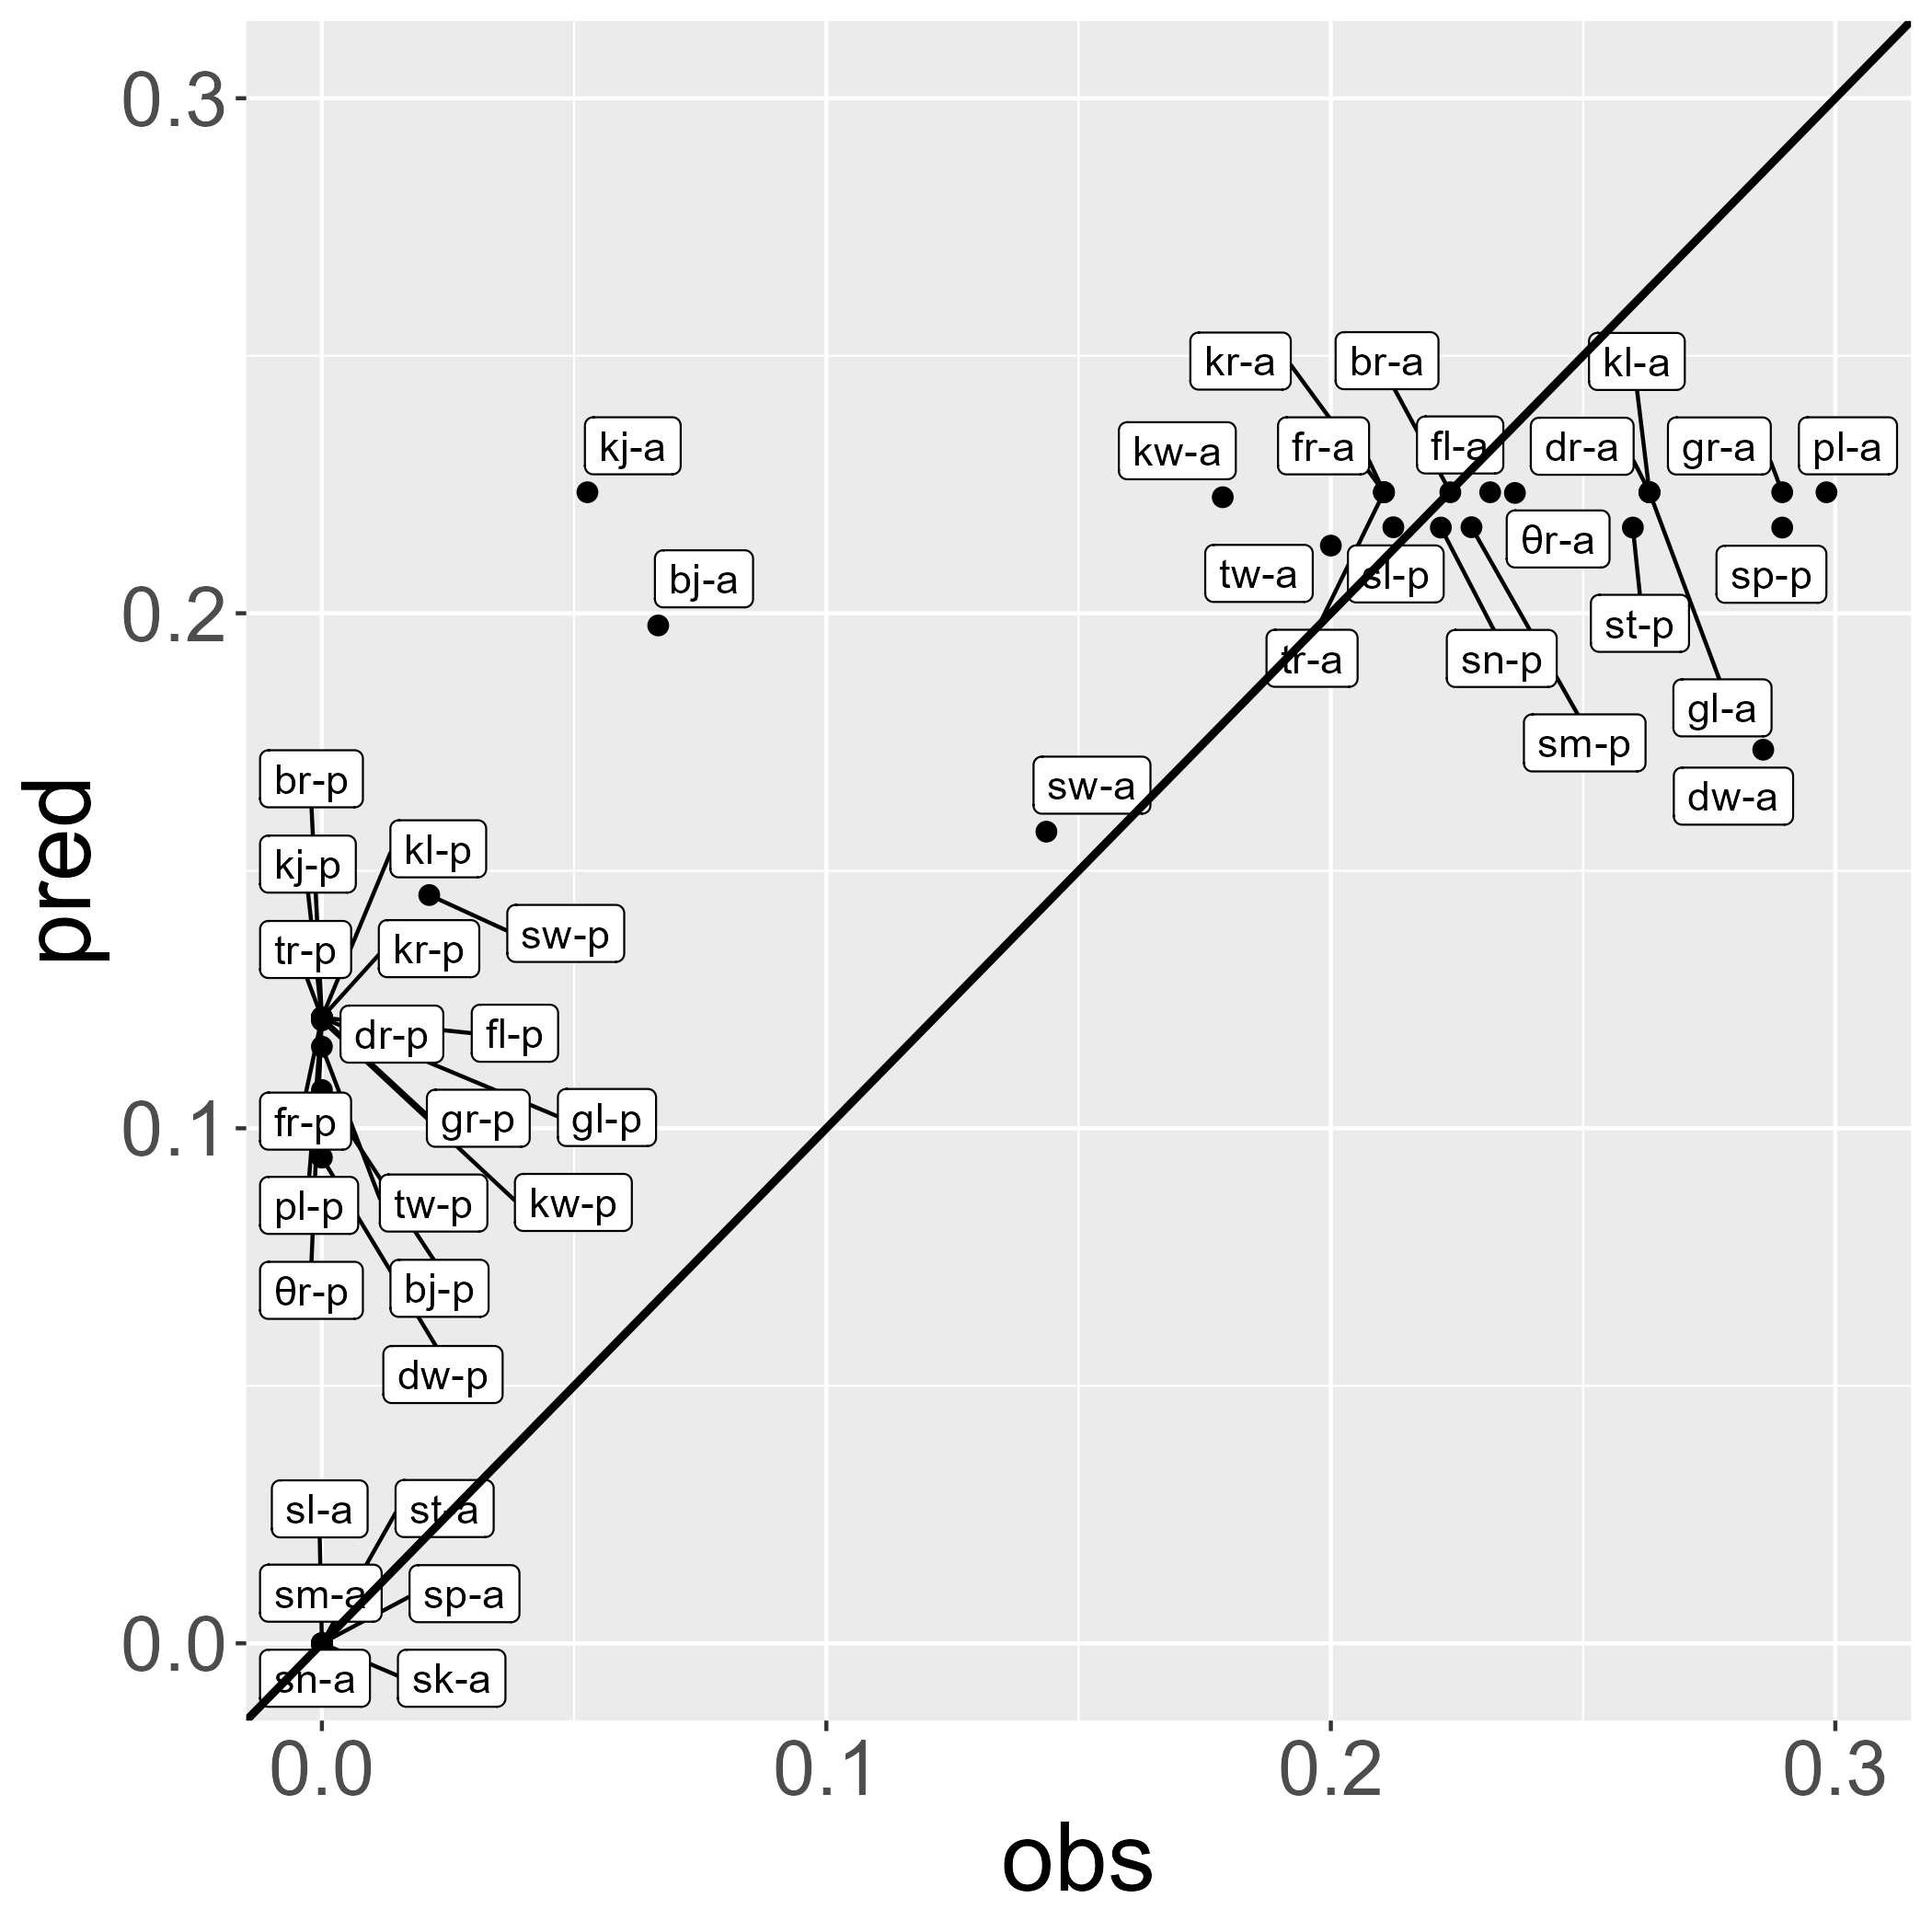 0.3
kr-a br-a kl-a
kj-a kw-a fr-a fl-a dr-a gr-a pl-a
θr-a
bj-a tw-a sl-p sp-p
0.2
st-p
tr-a sn-p
gl-a
sm-p
br-p sw-a dw-a
kj-p kl-p
tr-p kr-p sw-p
dr-p fl-p
0.1
fr-p gr-p gl-p
pl-p tw-p kw-p
θr-p bj-p
dw-p
sl-a st-a
sm-a sp-a
0.0
sn-a sk-a
pred
0.0 0.1 0.2 0.3
obs